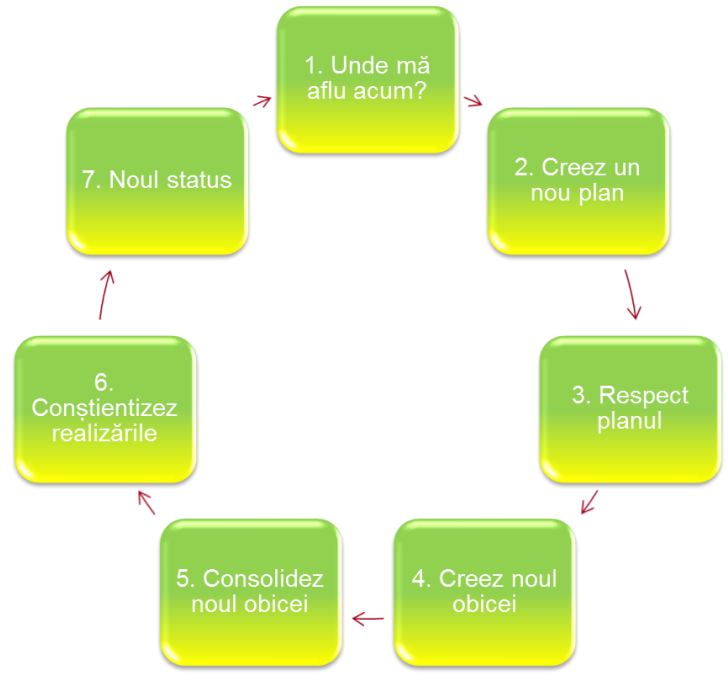 1. Unde mă
aflu acum?
2. Creez un
nou plan
3. Respect
planul
4. Creez noul
obicei
5. Consolidez
noul obicei
6.
Conștientizez
realizările
7. Noul status